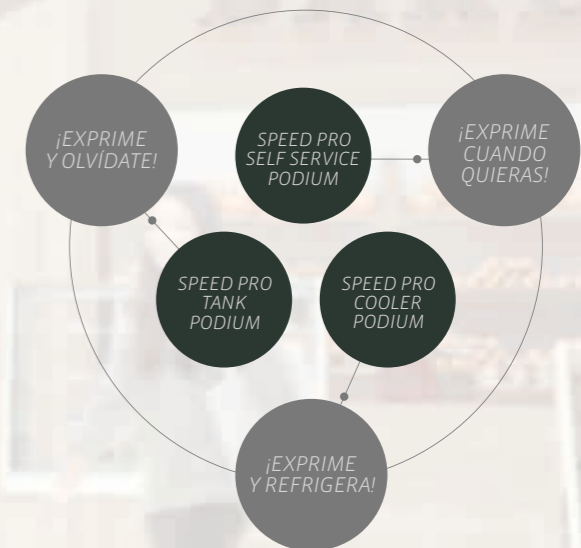 ¡EXPRIME
Y OLVÍDATE!
SPEED PRO
SELF SERVICE
PODIUM
¡EXPRIME
CUANDO
QUIERAS!
SPEED PRO
TANK
PODIUM
SPEED PRO
COOLER
PODIUM
¡EXPRIME
Y REFRIGERA!